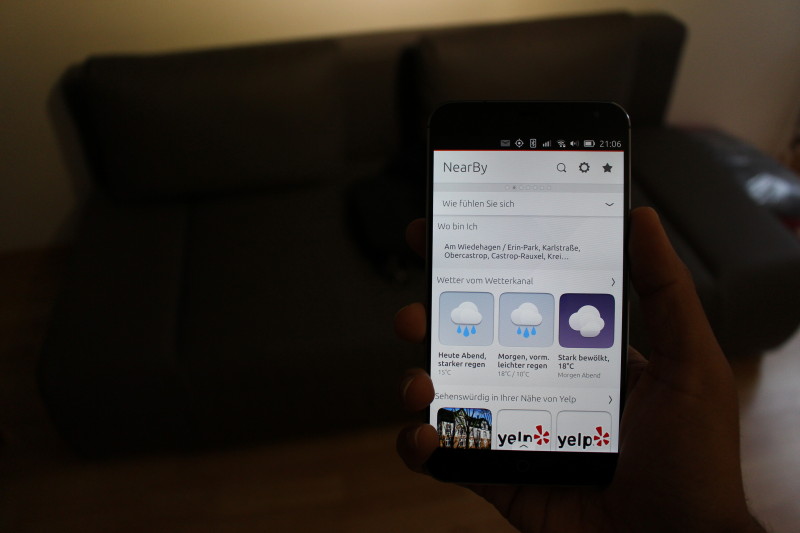 21:06
NearBy
Wie fühlen Sie sich
Wo bin Ich
Am Wiedehagen / Erin-Park, Karlstraße,
Obercastrop, Castrop-Rauxel, Krei...
Wetter vom Wetterkanal
Heute Abend,
starker regen
15°C
Morgen, vorm.
leichter regen
18°C / 10°C
Stark bewölkt,
18°C
Morgen Abend
Sehenswürdig in Ihrer Nähe von Yelp
yelp
yelp